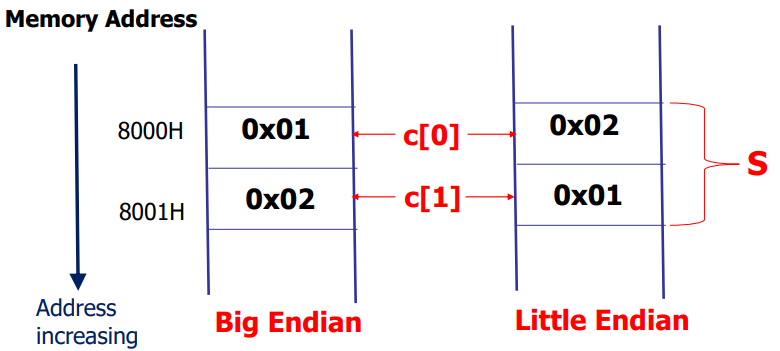 Memory Address
8000H
0x01
c[0]
0x02
S
8001H
0x02
c[1]
0x01
Address
increasing
Big Endian
Little Endian